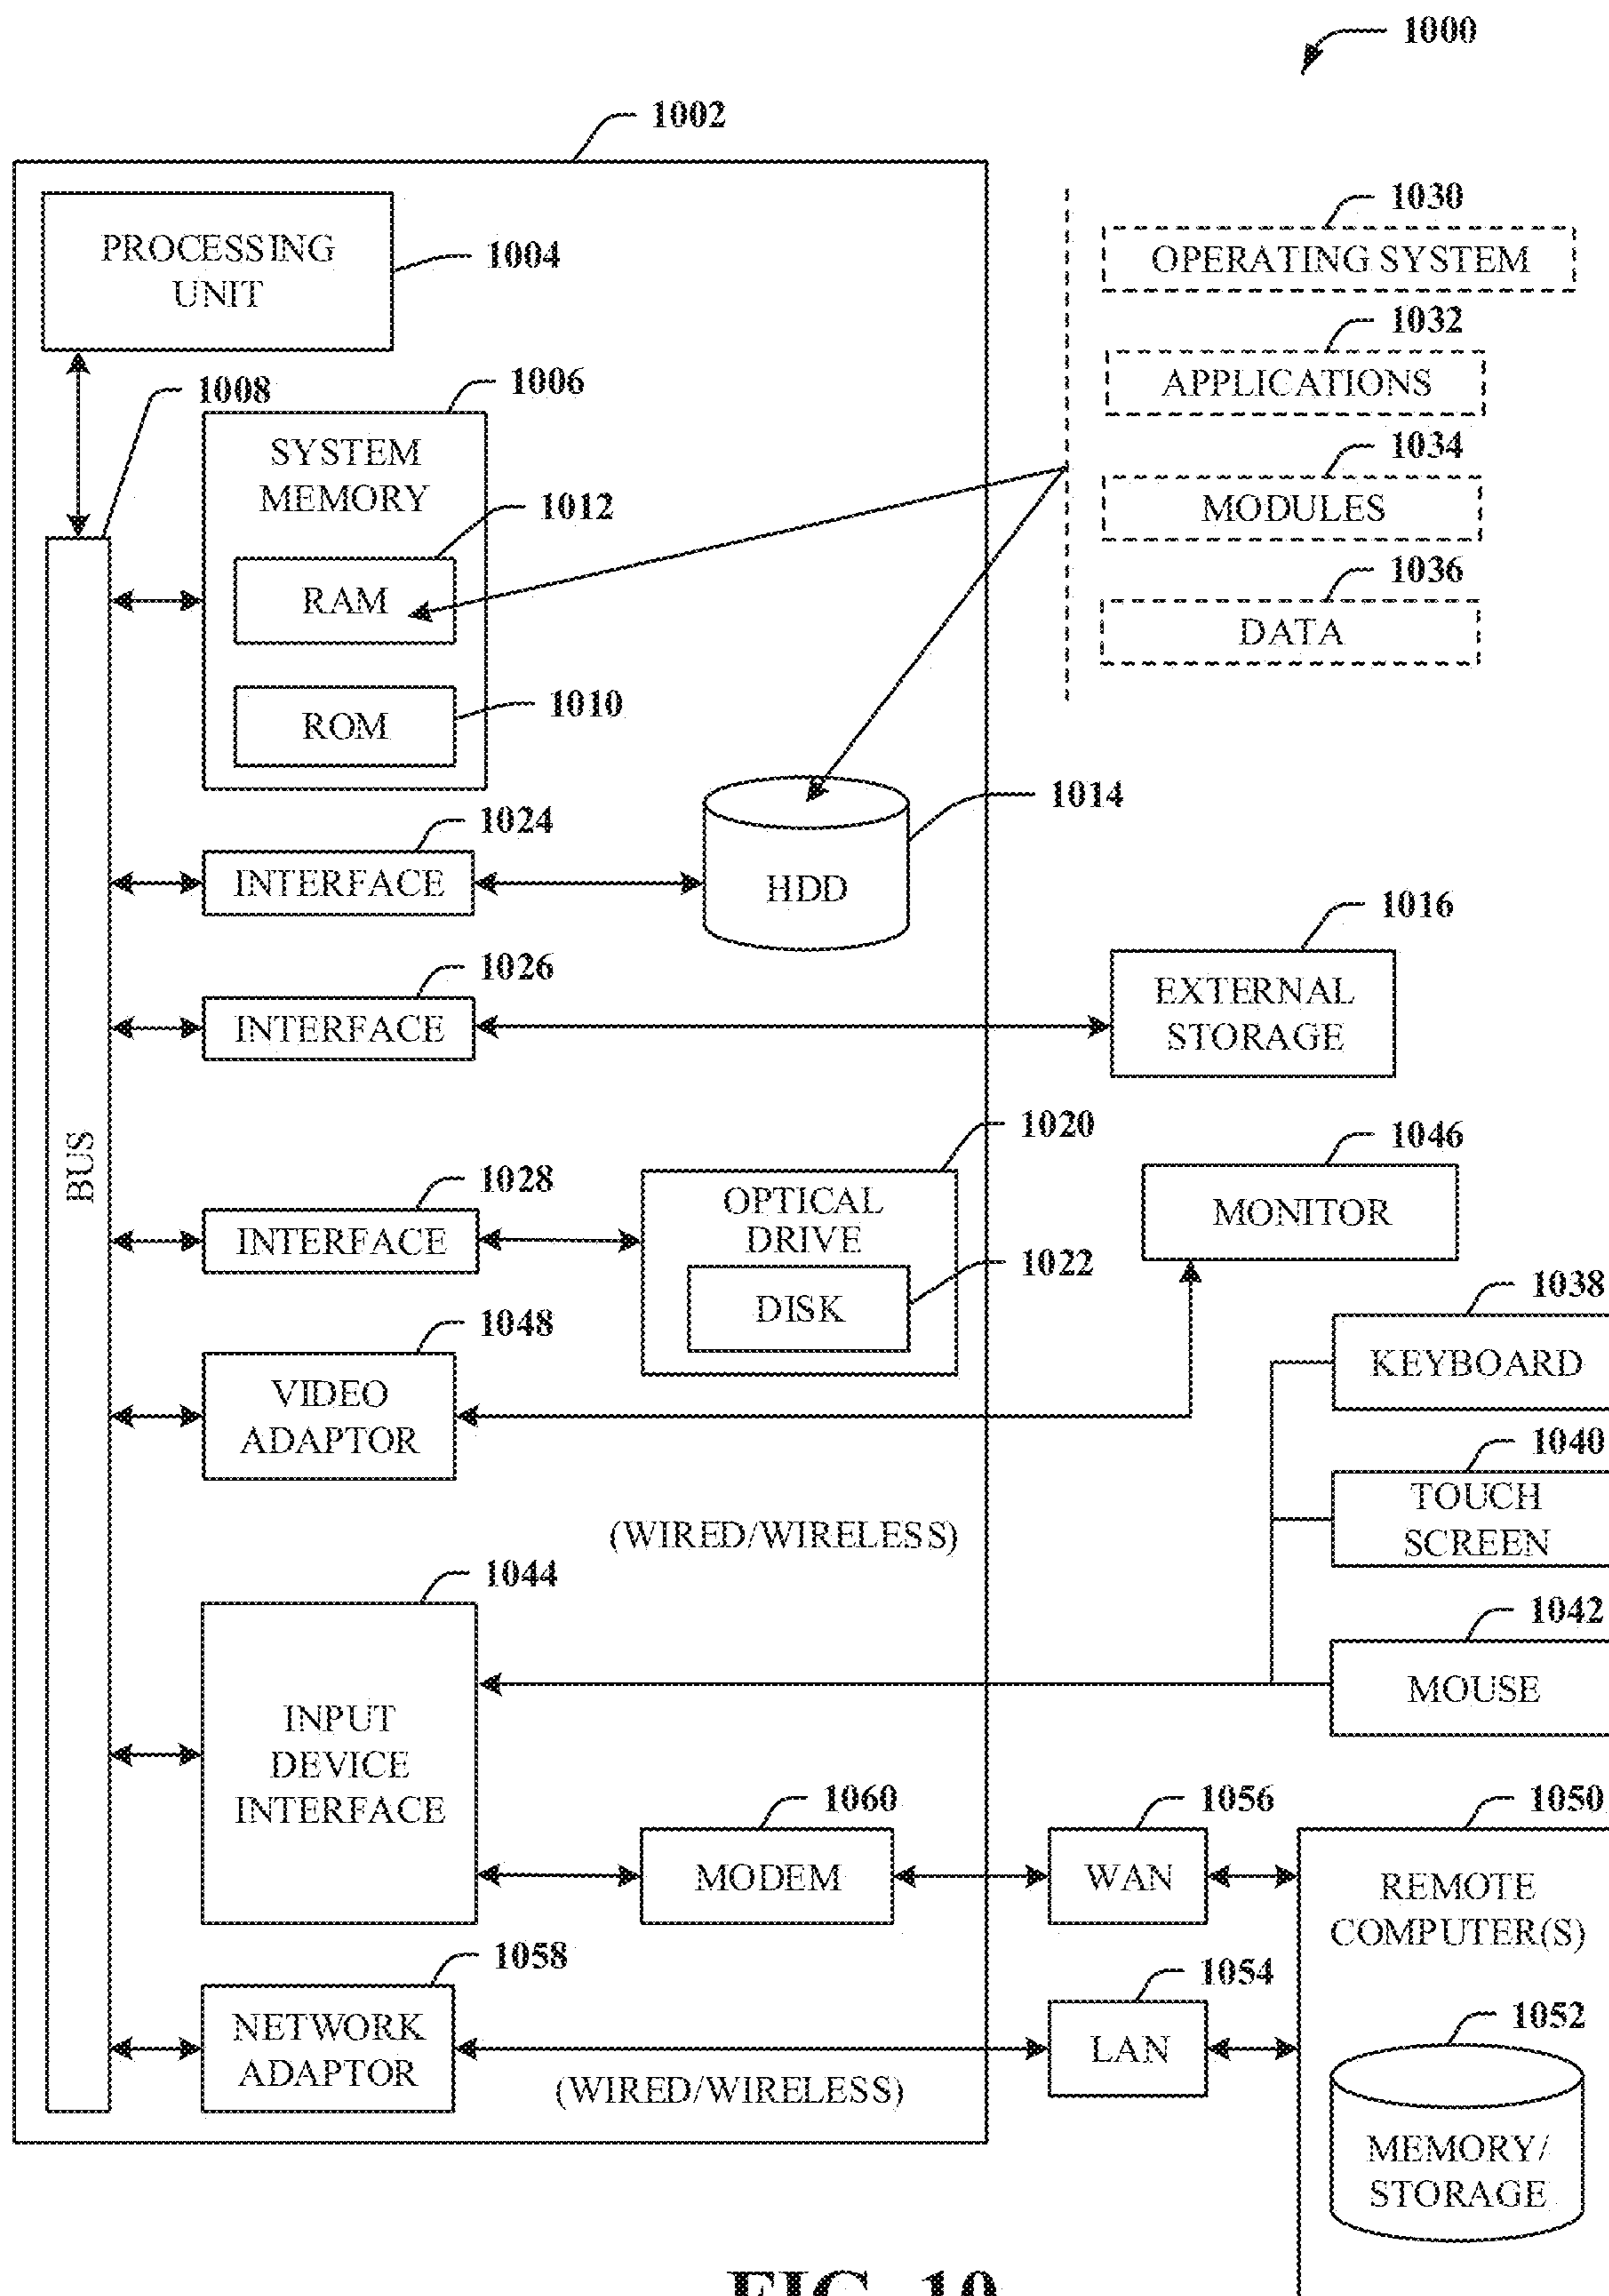 1000
1002
PROCESSING
UNIT
1004
1030
OPERATING SYSTEM
1032
APPLICATIONS
1034
MODULES
1036
DATA
1008
1006
SYSTEM
MEMORY
1012
RAM
1010
ROM
1024
INTERFACE
1014
HDD
1026
INTERFACE
1016
EXTERNAL
STORAGE
BUS
1028
INTERFACE
1020
OPTICAL
DRIVE
1022
DISK
1046
MONITOR
1048
VIDEO
ADAPTOR
1038
KEYBOARD
1040
TOUCH
SCREEN
(WIRED/WIRELESS)
1044
INPUT
DEVICE
INTERFACE
1042
MOUSE
1060
MODEM
1056
WAN
1050
REMOTE
COMPUTER(S)
1058
NETWORK
ADAPTOR
(WIRED/WIRELESS)
1054
LAN
1052
MEMORY/
STORAGE
FIG. 10